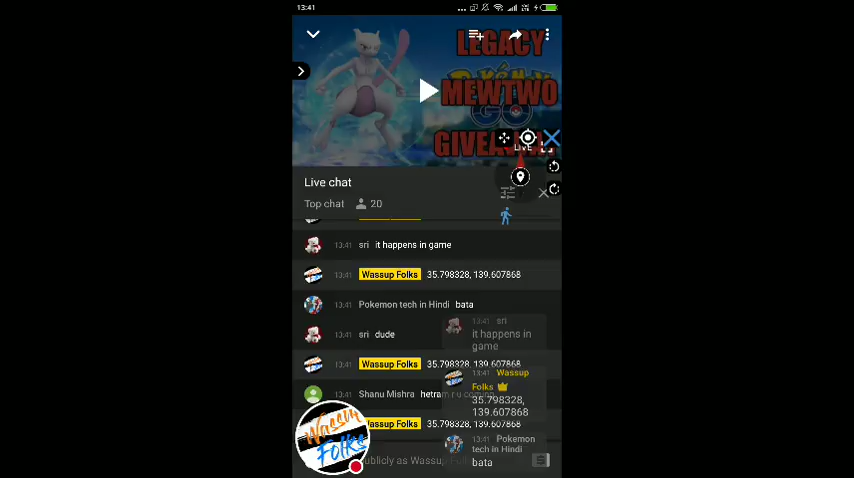 13:41
LEGACY
MEWTWO
GO
LIVE
Live chat
Top chat 20
13:41 sri it happens in game
13:41 Wassup Folks 35.798328, 139.607868
13:41 Pokemon tech in Hindi bata
13:41 sri dude
13:41 Wassup Folks 35.798328, 139.607868
13:41 Shanu Mishra hetram r u coming
Wassup Folks 35.798328, 139.607868
13:41 sri
it happens in
game
13:41 Wassup
Folks
35.798328,
139.607868
13:41 Pokemon
tech in Hindi
bata
Wassup
Folks